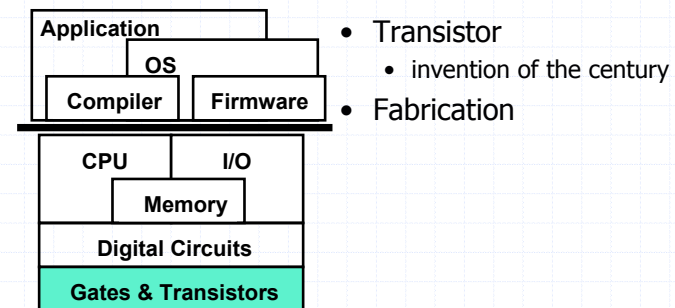 Application
OS
Compiler
Firmware
CPU
I/O
Memory
Digital Circuits
Gates & Transistors
• Transistor
• invention of the century
• Fabrication